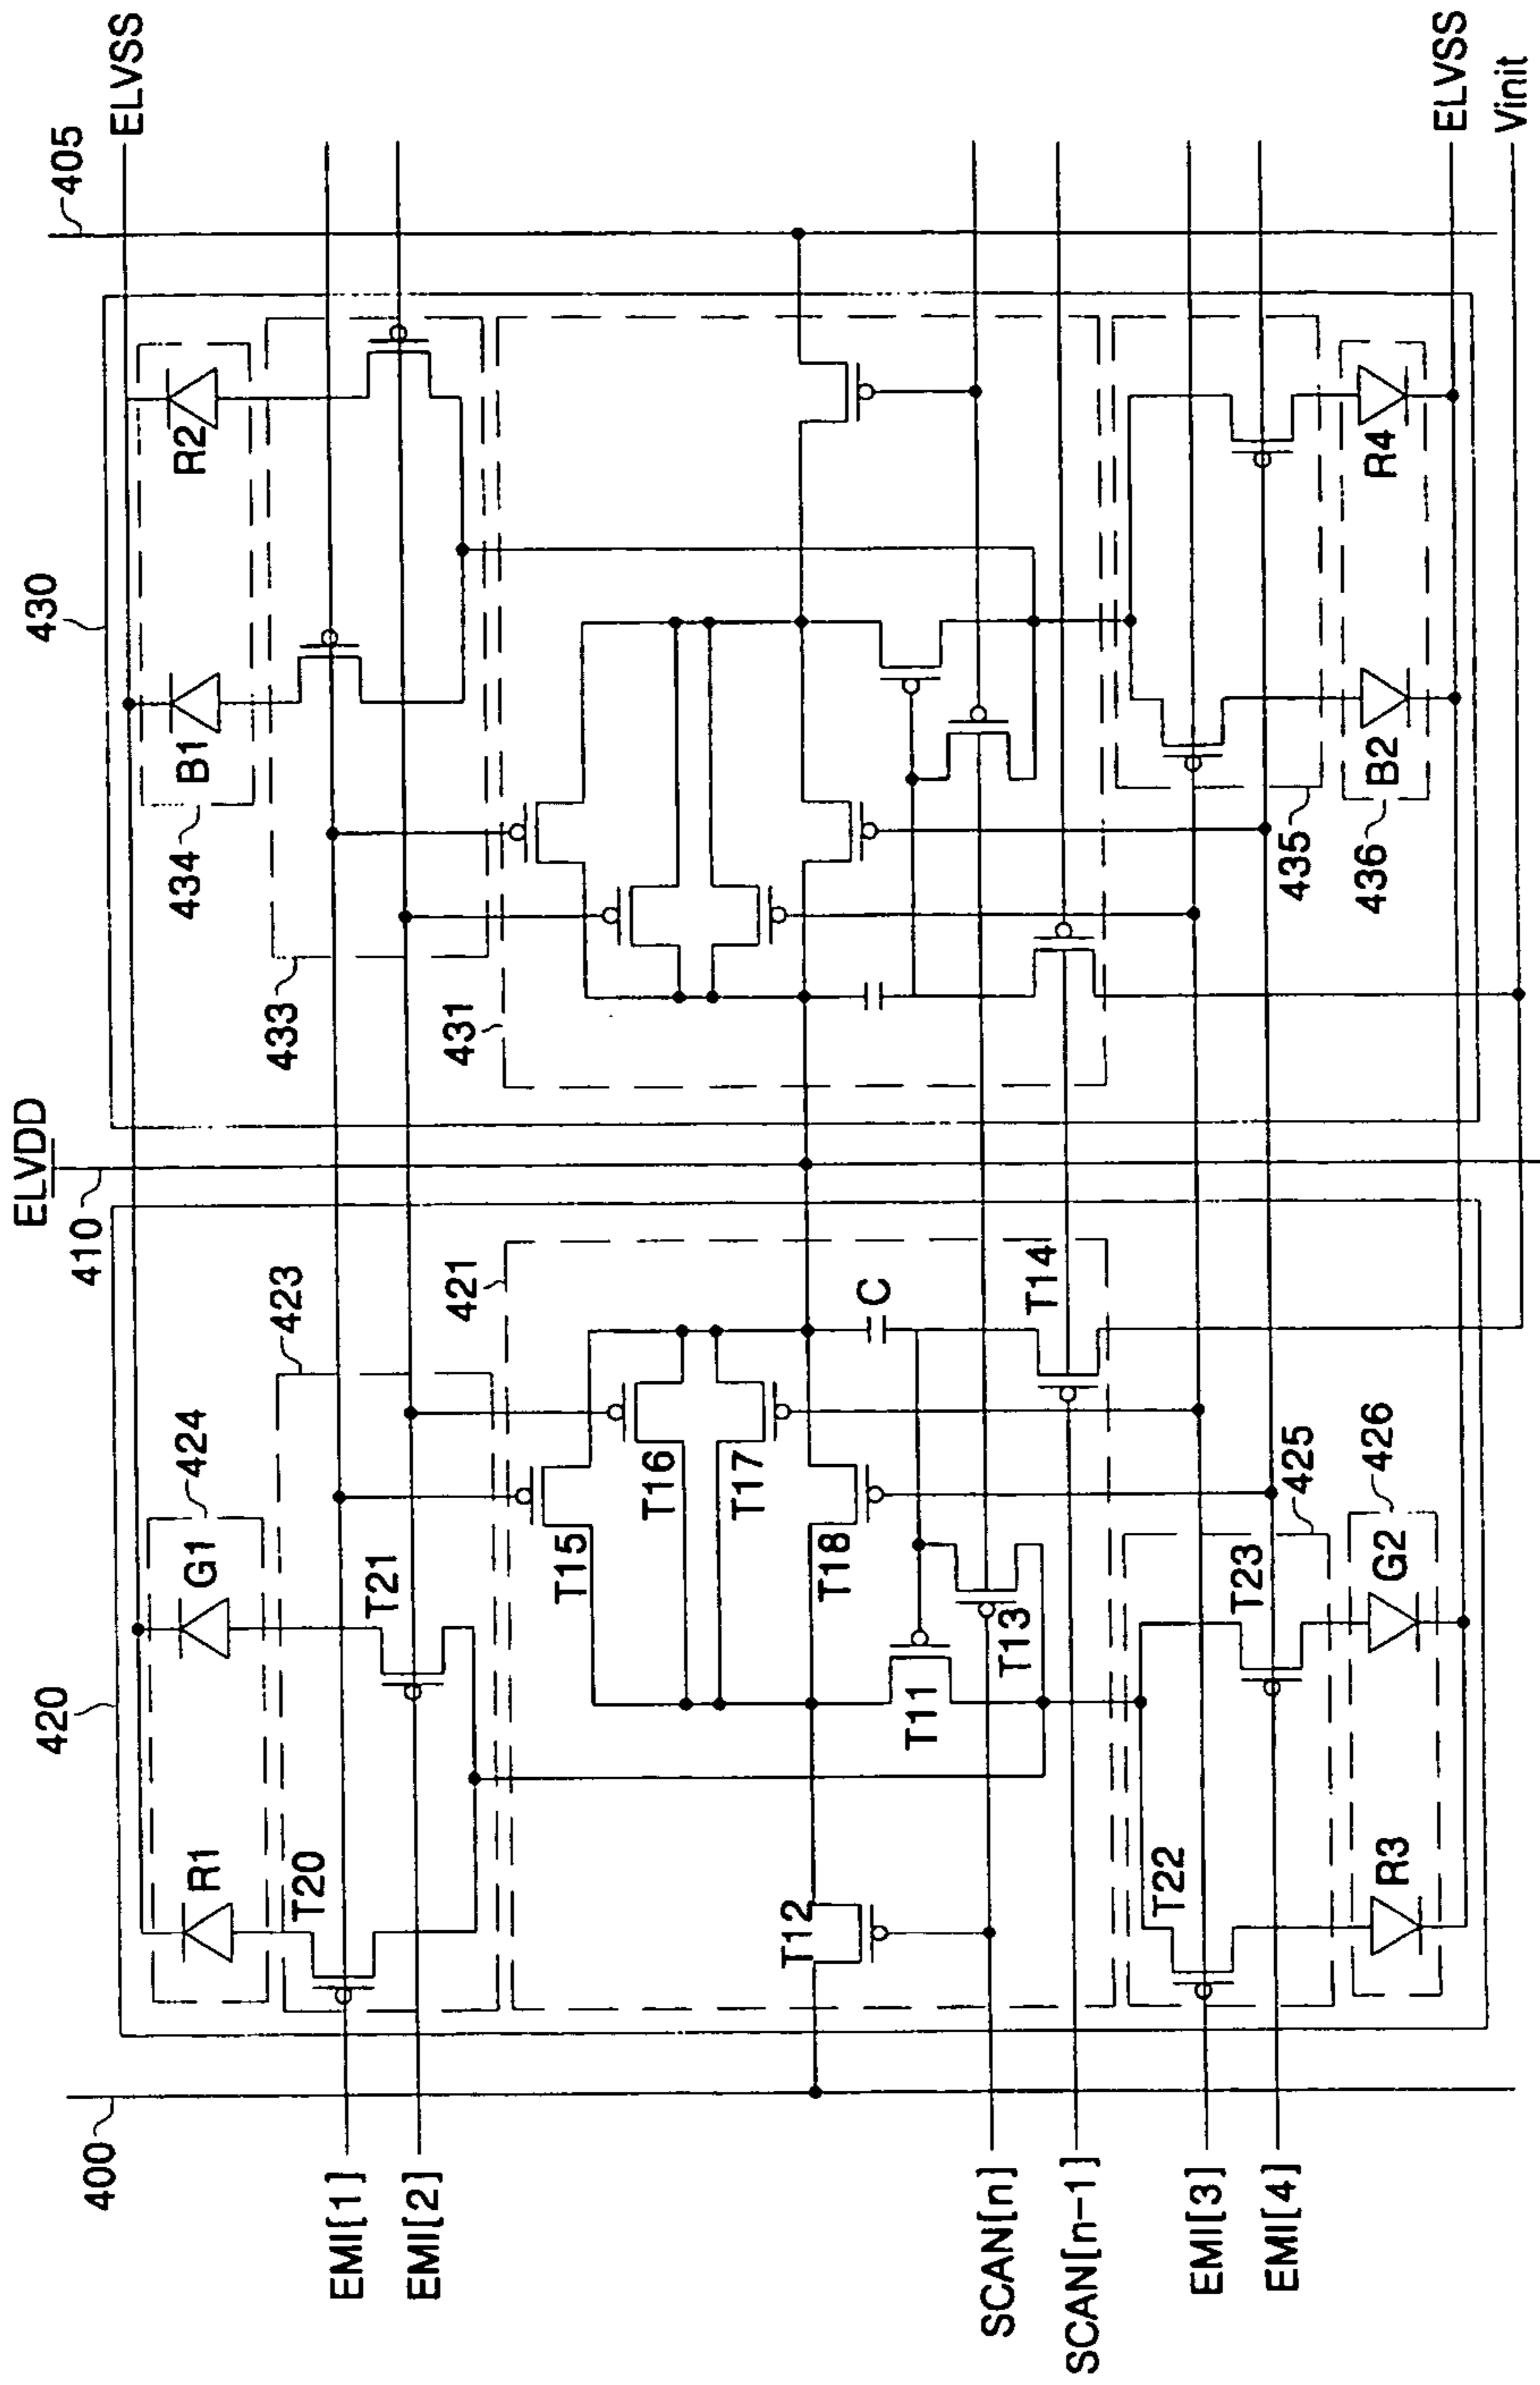 ELVDD
400
420
410
430
405
ELVSS
424
R1
G1
423
434
B1
R2
EMI[1]
T20
T21
433
EMI[2]
421
431
T15
T16
T17
T12
T18
C
T11
SCAN[n]
T13
T14
SCAN[n-1]
EMI[3]
T22
T23
425
435
EMI[4]
R3
G2
426
436
B2
R4
ELVSS
Vinit